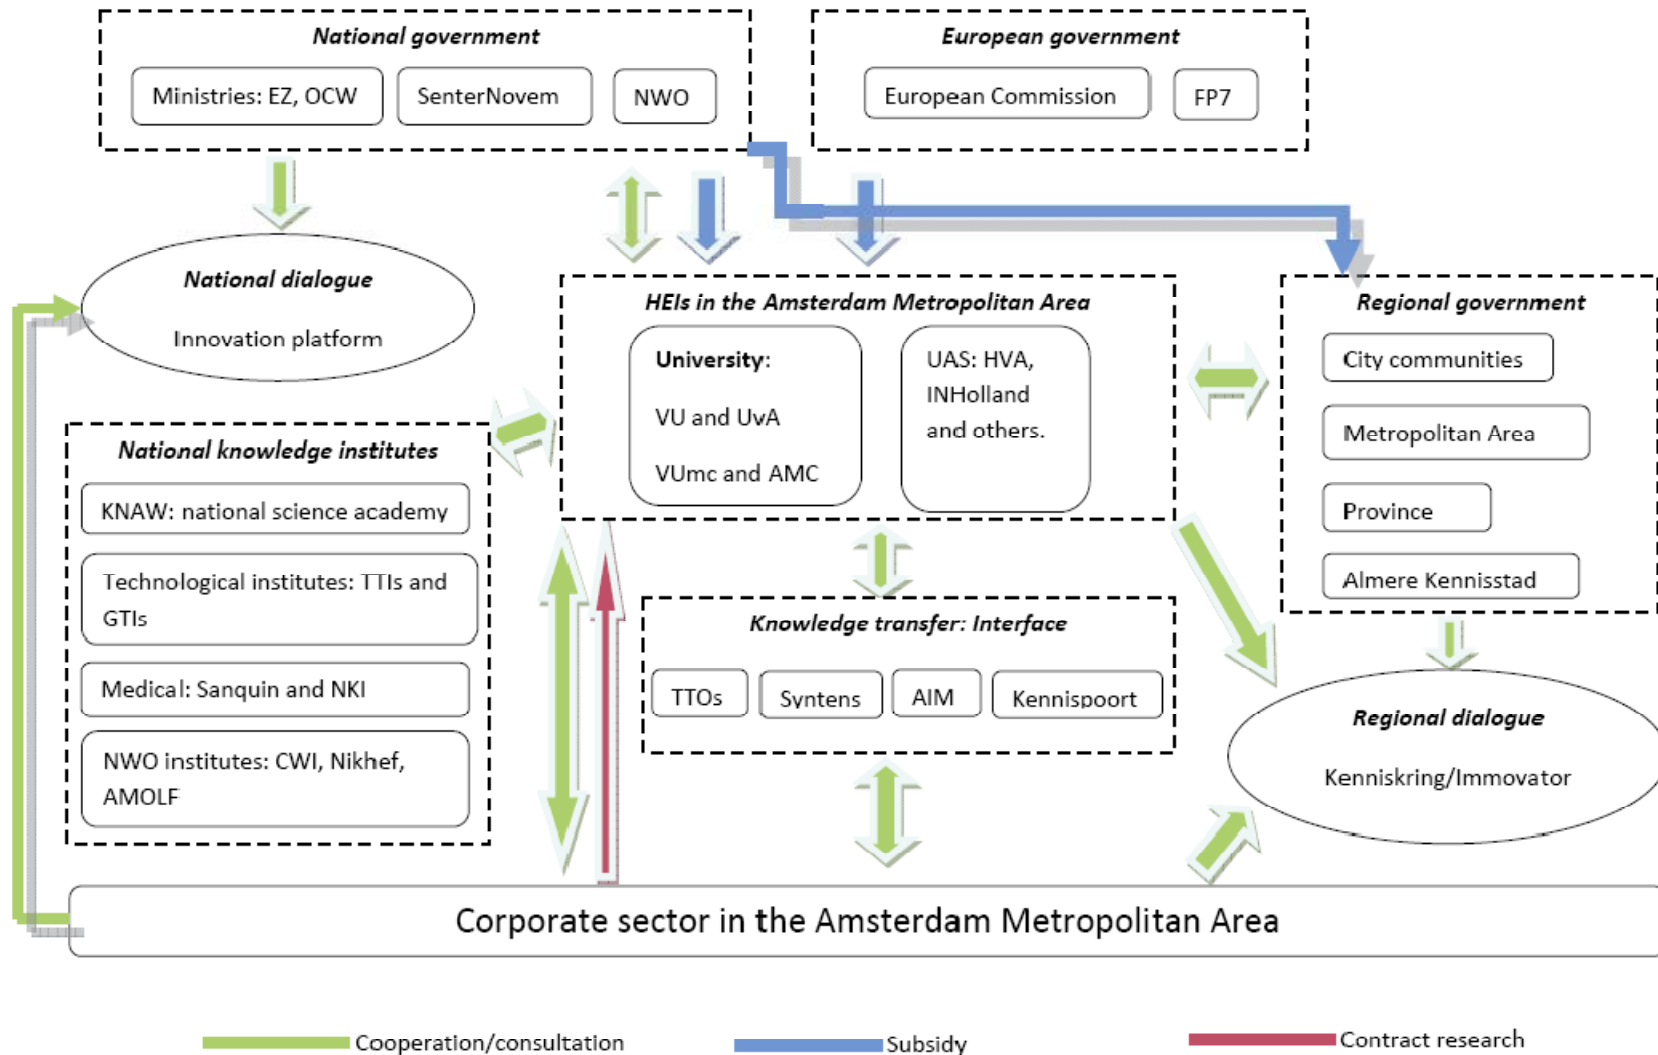 National government
Ministries: EZ, OCW
SenterNovem
NWO
European government
European Commission
FP7
National dialogue
Innovation platform
HEIs in the Amsterdam Metropolitan Area
University:
VU and UvA
VUmc and AMC
UAS: HVA,
INHolland
and others.
Regional government
City communities
Metropolitan Area
Province
Almere Kennisstad
National knowledge institutes
KNAW: national science academy
Technological institutes: TTIs and
GTIs
Medical: Sanquin and NKI
NWO institutes: CWI, Nikhef,
AMOLF
Knowledge transfer: Interface
TTOs
Syntens
AIM
Kennispoort
Regional dialogue
Kenniskring/Immovator
Corporate sector in the Amsterdam Metropolitan Area
Cooperation/consultation
Subsidy
Contract research